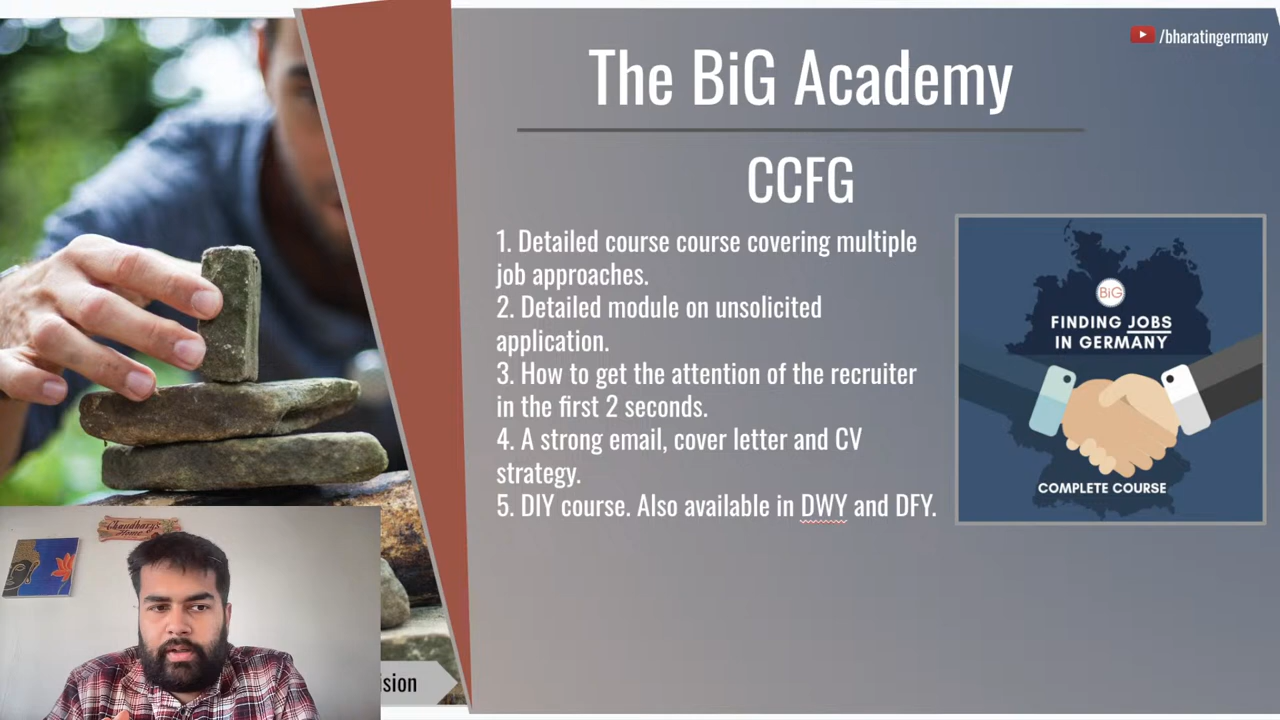 /bharatingermany
The BiG Academy
CCFG
1. Detailed course course covering multiple
job approaches.
2. Detailed module on unsolicited
application.
3. How to get the attention of the recruiter
in the first 2 seconds.
4. A strong email, cover letter and CV
strategy.
5. DIY course. Also available in DWY and DFY.
BiG
FINDING JOBS
IN GERMANY
COMPLETE COURSE
Chaudhary's
Home